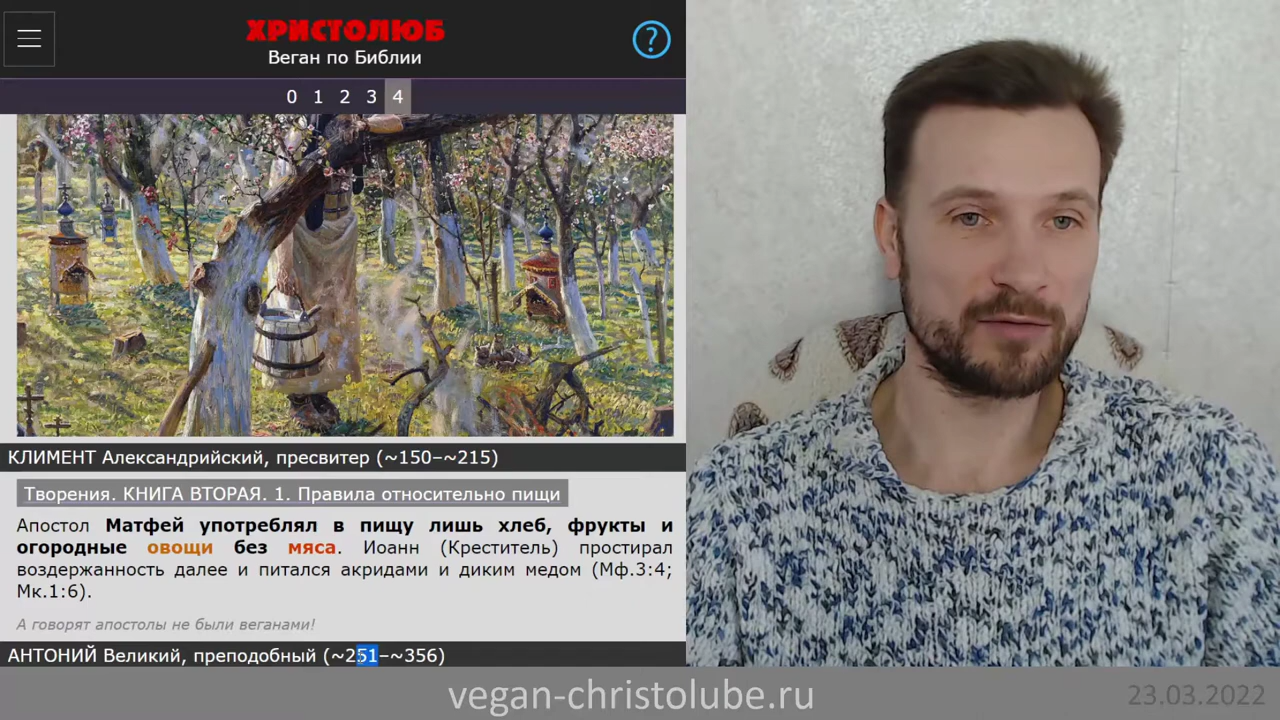 ХРИСТОЛЮБ
Веган по Библии
?
0 1 2 3 4
КЛИМЕНТ Александрийский, пресвитер (~150–~215)
Творения. КНИГА ВТОРАЯ. 1. Правила относительно пищи
Апостол Матфей употреблял в пищу лишь хлеб, фрукты и
огородные овощи без мяса. Иоанн (Креститель) простирал
воздержанность далее и питался акридами и диким медом (Мф.3:4;
Мк.1:6).
А говорят апостолы не были веганами!
АНТОНИЙ Великий, преподобный (~251–~356)
vegan-christolube.ru
23.03.2022